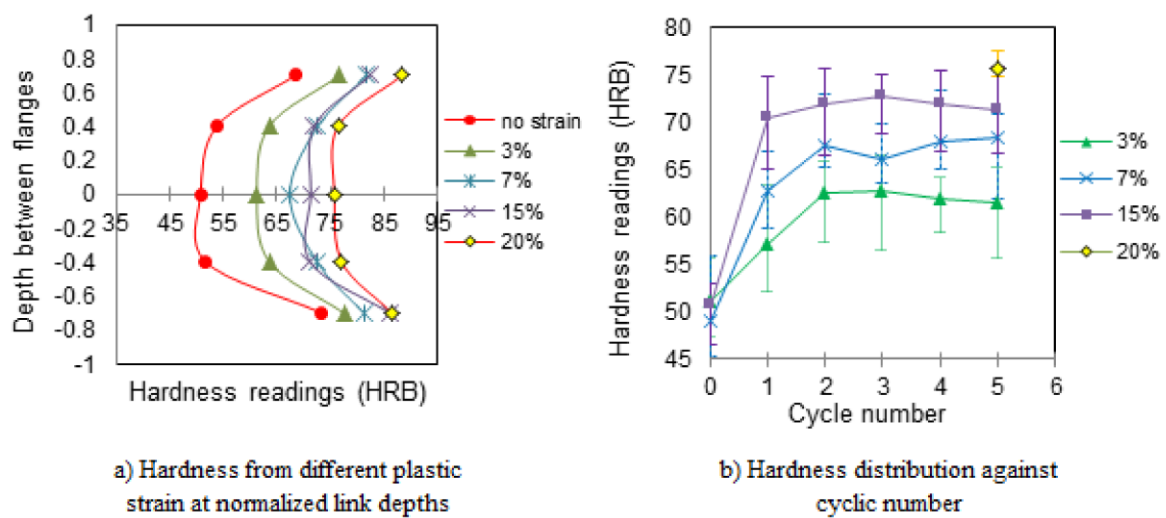 1
0.8
0.6
0.4
0.2
0
-0.2
-0.4
-0.6
-0.8
-1
Depth between flanges
35 45 55 65 75 85 95
Hardness readings (HRB)
no strain
3%
7%
15%
20%
a) Hardness from different plastic
strain at normalized link depths
80
75
70
65
60
55
50
45
Hardness readings (HRB)
0 1 2 3 4 5 6
Cycle number
3%
7%
15%
20%
b) Hardness distribution against
cyclic number